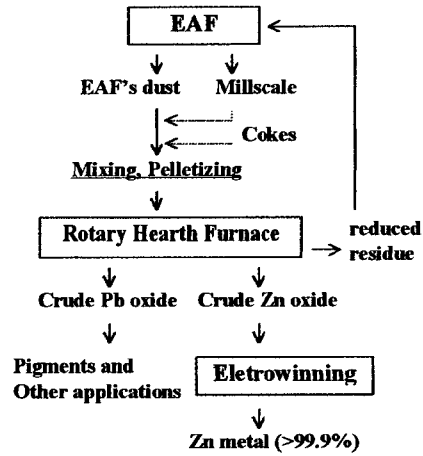 EAF
EAF's dust Millscale
Cokes
Mixing, Pelletizing
Rotary Hearth Furnace
reduced
residue
Crude Pb oxide Crude Zn oxide
Pigments and
Other applications
Eletrowinning
Zn metal (>99.9%)